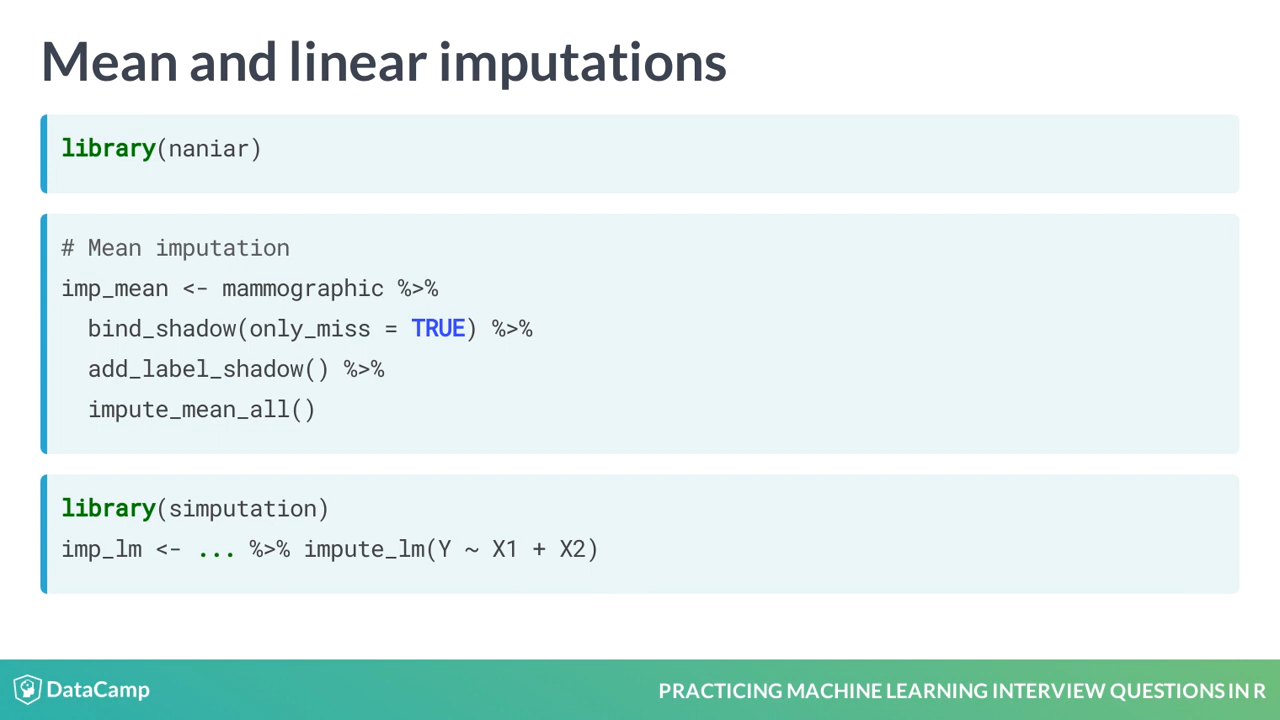 Mean and linear imputations
library(naniar)
# Mean imputation
imp_mean <- mammographic %>%
  bind_shadow(only_miss = TRUE) %>%
  add_label_shadow() %>%
  impute_mean_all()
library(simputation)
imp_lm <- ... %>% impute_lm(Y ~ X1 + X2)
DataCamp
PRACTICING MACHINE LEARNING INTERVIEW QUESTIONS IN R